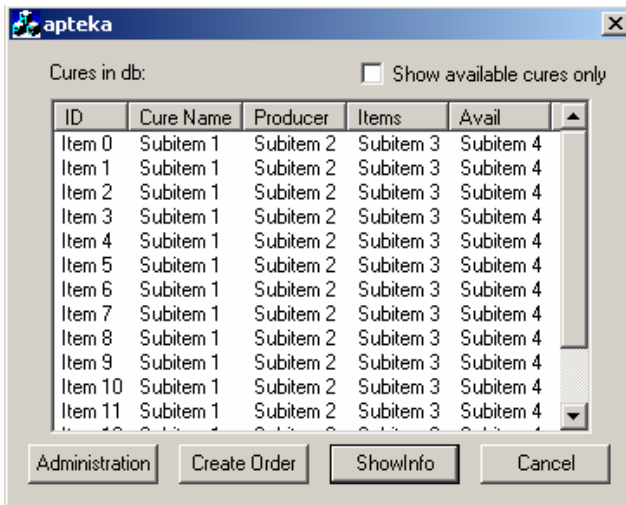 apteka
Cures in db: Show available cures only
ID Cure Name Producer Items Avail
Item 0 Subitem 1 Subitem 2 Subitem 3 Subitem 4
Item 1 Subitem 1 Subitem 2 Subitem 3 Subitem 4
Item 2 Subitem 1 Subitem 2 Subitem 3 Subitem 4
Item 3 Subitem 1 Subitem 2 Subitem 3 Subitem 4
Item 4 Subitem 1 Subitem 2 Subitem 3 Subitem 4
Item 5 Subitem 1 Subitem 2 Subitem 3 Subitem 4
Item 6 Subitem 1 Subitem 2 Subitem 3 Subitem 4
Item 7 Subitem 1 Subitem 2 Subitem 3 Subitem 4
Item 8 Subitem 1 Subitem 2 Subitem 3 Subitem 4
Item 9 Subitem 1 Subitem 2 Subitem 3 Subitem 4
Item 10 Subitem 1 Subitem 2 Subitem 3 Subitem 4
Item 11 Subitem 1 Subitem 2 Subitem 3 Subitem 4
Administration Create Order ShowInfo Cancel